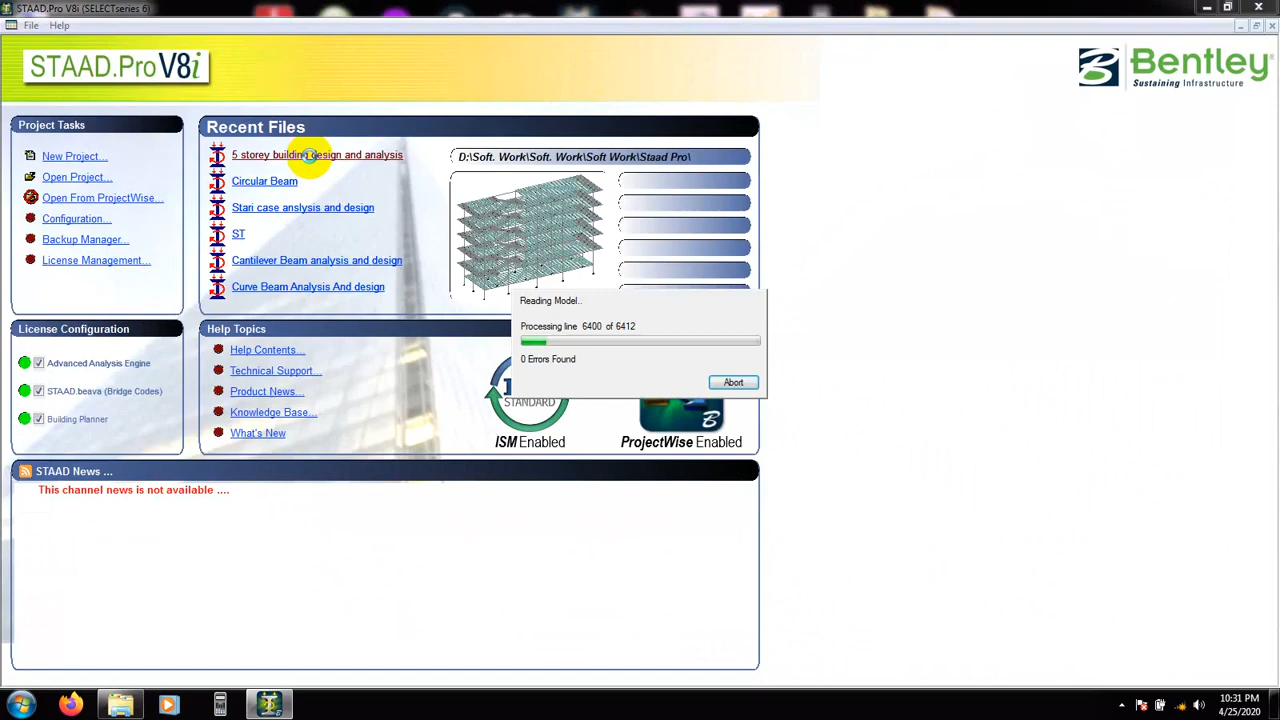 STAAD.Pro V8i (SELECTseries 6)
File Help
STAAD.Pro V8i
Bentley
Sustaining Infrastructure
Project Tasks
New Project...
Open Project...
Open From ProjectWise...
Configuration...
Backup Manager...
License Management...
Recent Files
5 storey building design and analysis
Circular Beam
Stari case anslysis and design
ST
Cantilever Beam analysis and design
Curve Beam Analysis And design
D:\Soft. Work\Soft. Work\Soft Work\Staad Pro\
Reading Model..
Processing line 6400 of 6412
0 Errors Found
Abort
License Configuration
Advanced Analysis Engine
STAAD.beava (Bridge Codes)
Building Planner
Help Topics
Help Contents...
Technical Support...
Product News...
Knowledge Base...
What's New
STANDARD
ISM Enabled
ProjectWise Enabled
STAAD News ...
This channel news is not available ....
10:31 PM
4/25/2020